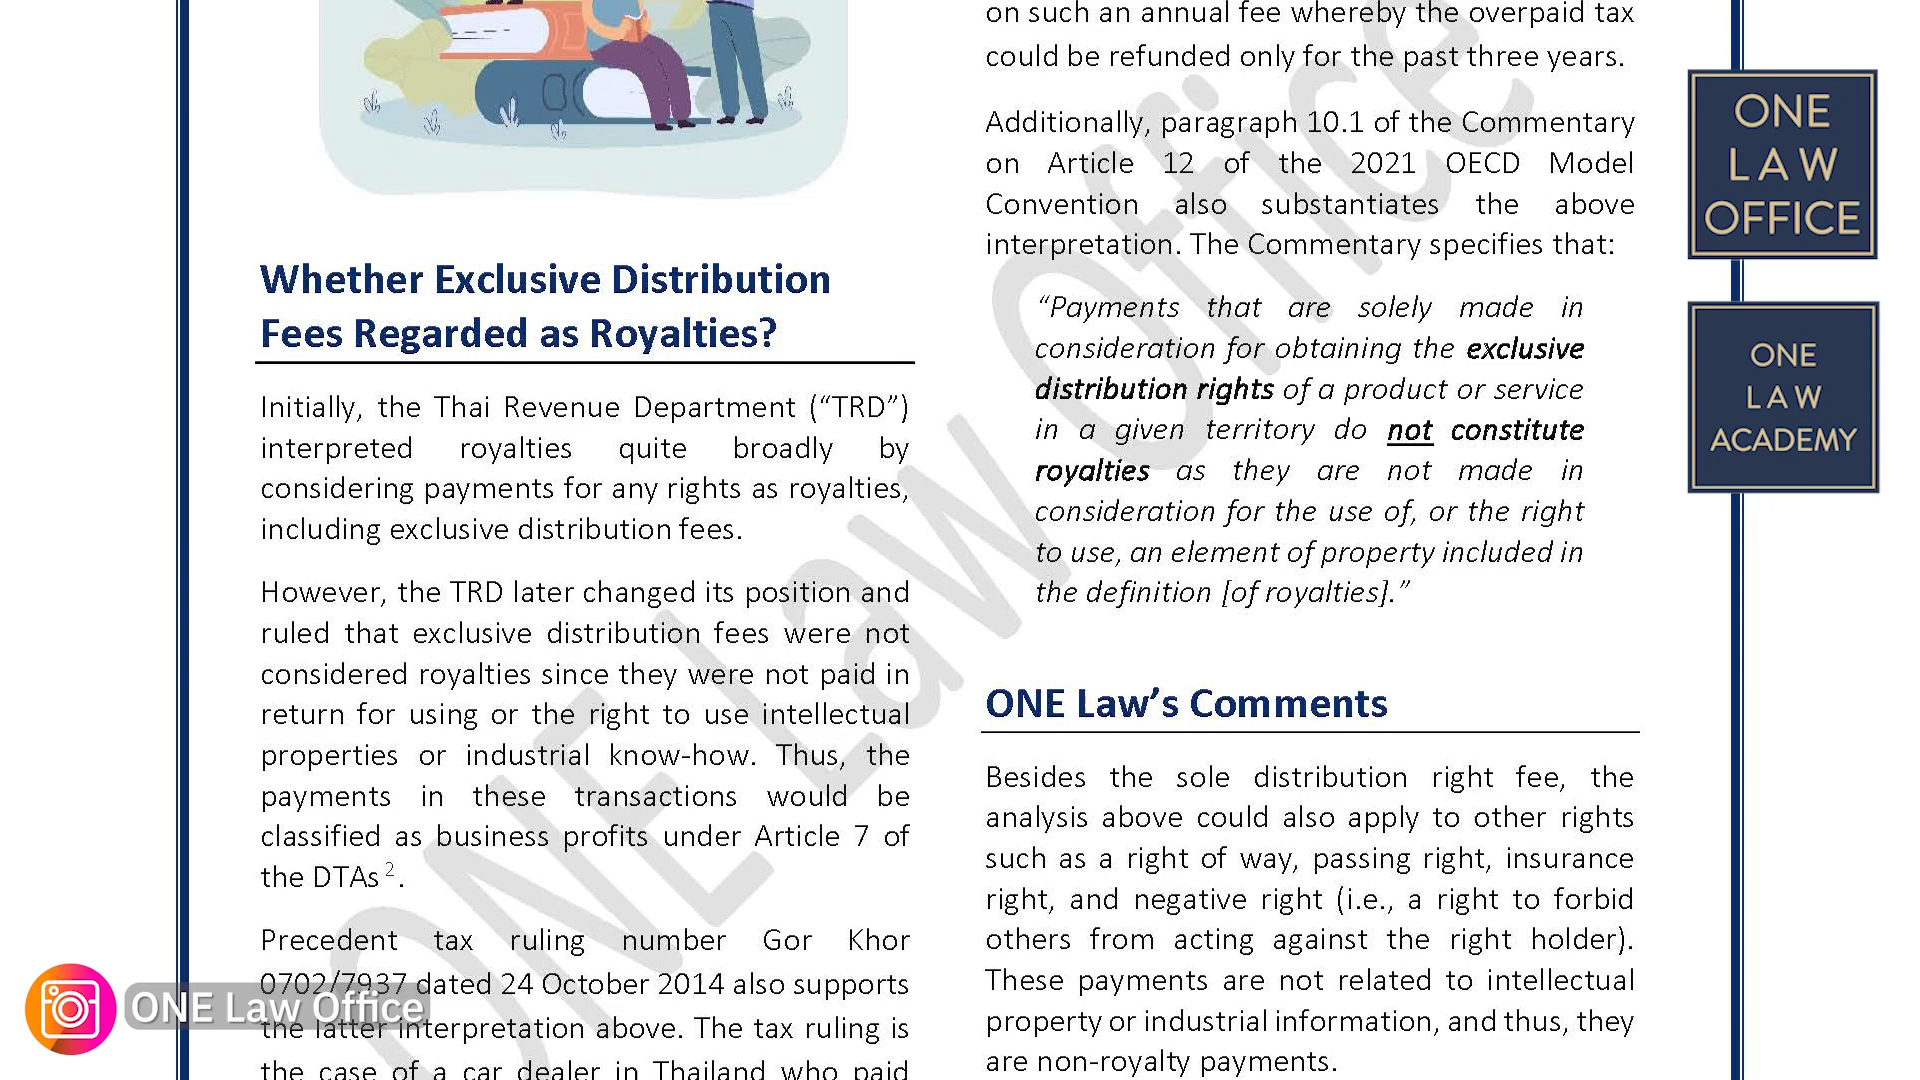 Whether Exclusive Distribution
Fees Regarded as Royalties?
Initially, the Thai Revenue Department (“TRD”)
interpreted royalties quite broadly by
considering payments for any rights as royalties,
including exclusive distribution fees.
However, the TRD later changed its position and
ruled that exclusive distribution fees were not
considered royalties since they were not paid in
return for using or the right to use intellectual
properties or industrial know-how. Thus, the
payments in these transactions would be
classified as business profits under Article 7 of
the DTAs 2.
Precedent tax ruling number Gor Khor
0702/7937 dated 24 October 2014 also supports
the latter interpretation above. The tax ruling is
the case of a car dealer in Thailand who paid
on such an annual fee whereby the overpaid tax
could be refunded only for the past three years.
Additionally, paragraph 10.1 of the Commentary
on Article 12 of the 2021 OECD Model
Convention also substantiates the above
interpretation. The Commentary specifies that:
“Payments that are solely made in
consideration for obtaining the exclusive
distribution rights of a product or service
in a given territory do not constitute
royalties as they are not made in
consideration for the use of, or the right
to use, an element of property included in
the definition [of royalties].”
ONE Law’s Comments
Besides the sole distribution right fee, the
analysis above could also apply to other rights
such as a right of way, passing right, insurance
right, and negative right (i.e., a right to forbid
others from acting against the right holder).
These payments are not related to intellectual
property or industrial information, and thus, they
are non-royalty payments.
ONE
LAW
OFFICE
ONE
LAW
ACADEMY
ONE Law Office
ONE Law Office